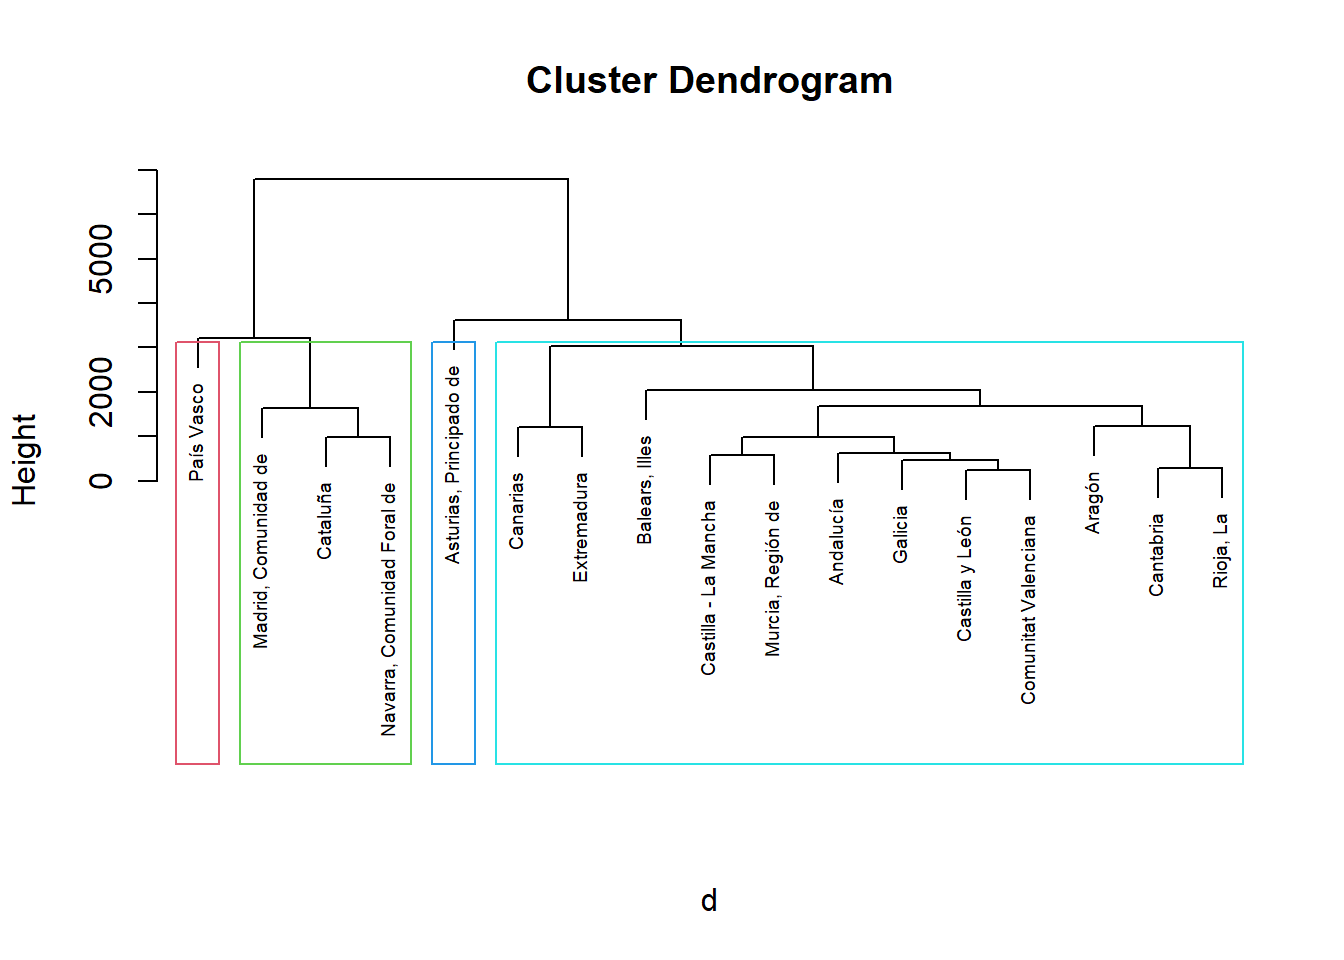 Cluster Dendrogram
Height
5000
2000
0
País Vasco
Madrid, Comunidad de
Cataluña
Navarra, Comunidad Foral de
Asturias, Principado de
Canarias
Extremadura
Balears, Illes
Castilla - La Mancha
Murcia, Región de
Andalucía
Galicia
Castilla y León
Comunitat Valenciana
Aragón
Cantabria
Rioja, La
d